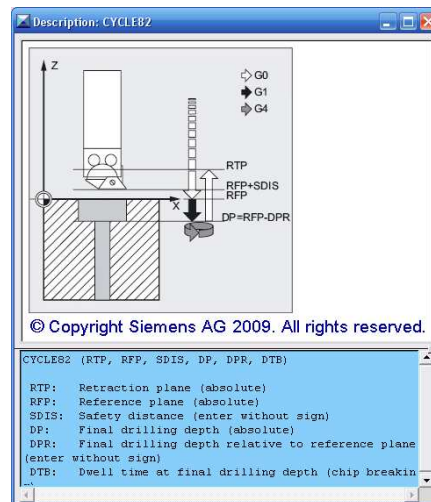 Description: CYCLE82
Z
G0
G1
G4
RTP
RFP+SDIS
RFP
X
DP=RFP-DPR
© Copyright Siemens AG 2009. All rights reserved.
CYCLE82 (RTP, RFP, SDIS, DP, DPR, DTB)
RTP: Retraction plane (absolute)
RFP: Reference plane (absolute)
SDIS: Safety distance (enter without sign)
DP: Final drilling depth (absolute)
DPR: Final drilling depth relative to reference plane
(enter without sign)
DTB: Dwell time at final drilling depth (chip breakin